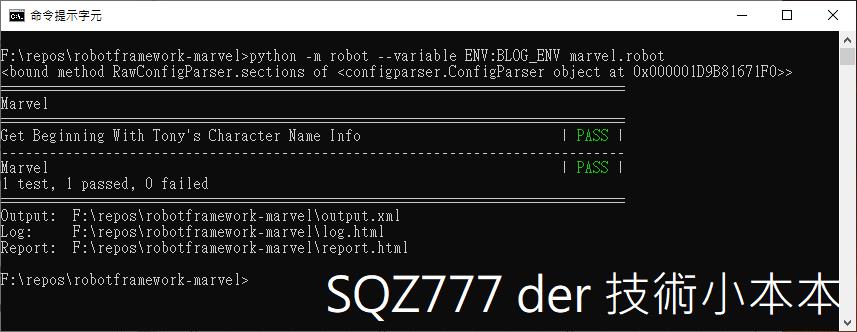 命令提示字元
F:\repos\robotframework-marvel>python -m robot --variable ENV:BLOG_ENV marvel.robot
<bound method RawConfigParser.sections of <configparser.ConfigParser object at 0x000001D9B81671F0>>
==============================================================================
Marvel
==============================================================================
Get Beginning With Tony's Character Name Info                         | PASS |
------------------------------------------------------------------------------
Marvel                                                                | PASS |
1 test, 1 passed, 0 failed
==============================================================================
Output:  F:\repos\robotframework-marvel\output.xml
Log:     F:\repos\robotframework-marvel\log.html
Report:  F:\repos\robotframework-marvel\report.html
F:\repos\robotframework-marvel>
SQZ777 der 技術小本本